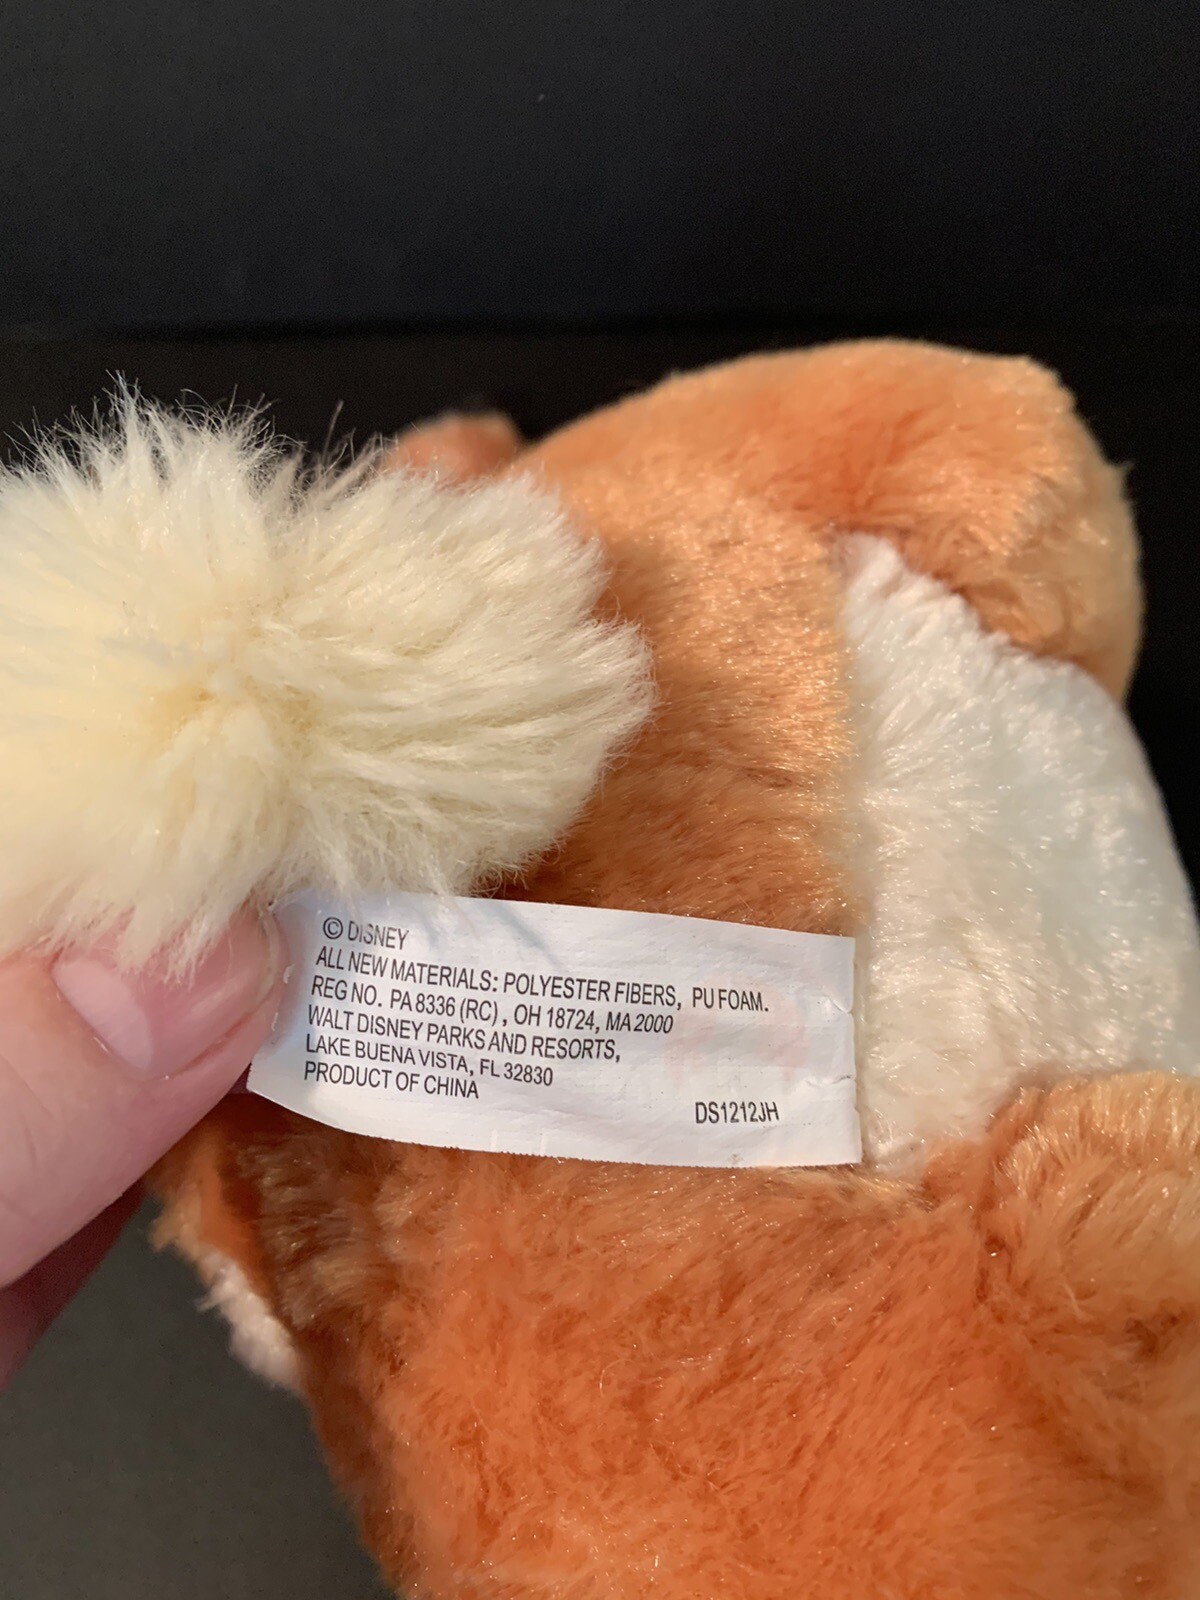 © DISNEY
ALL NEW MATERIALS: POLYESTER FIBERS, PU FOAM.
REG NO. PA 8336 (RC), OH 18724, MA 2000
WALT DISNEY PARKS AND RESORTS,
LAKE BUENA VISTA, FL 32830
PRODUCT OF CHINA
DS1212JH